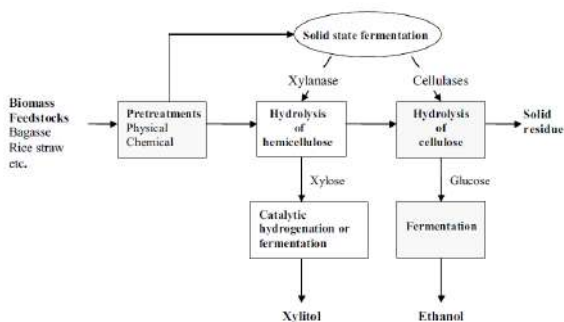 Solid state fermentation
Xylanase
Cellulases
Biomass
Feedstocks
Bagasse
Rice straw
etc.
Pretreatments
Physical
Chemical
Hydrolysis
of
hemicellulose
Hydrolysis
of
cellulose
Solid
residue
Xylose
Glucose
Catalytic
hydrogenation or
fermentation
Fermentation
Xylitol
Ethanol